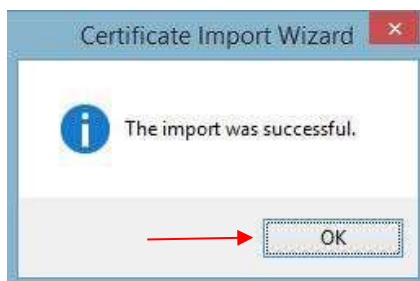 Certificate Import Wizard
The import was successful.
OK